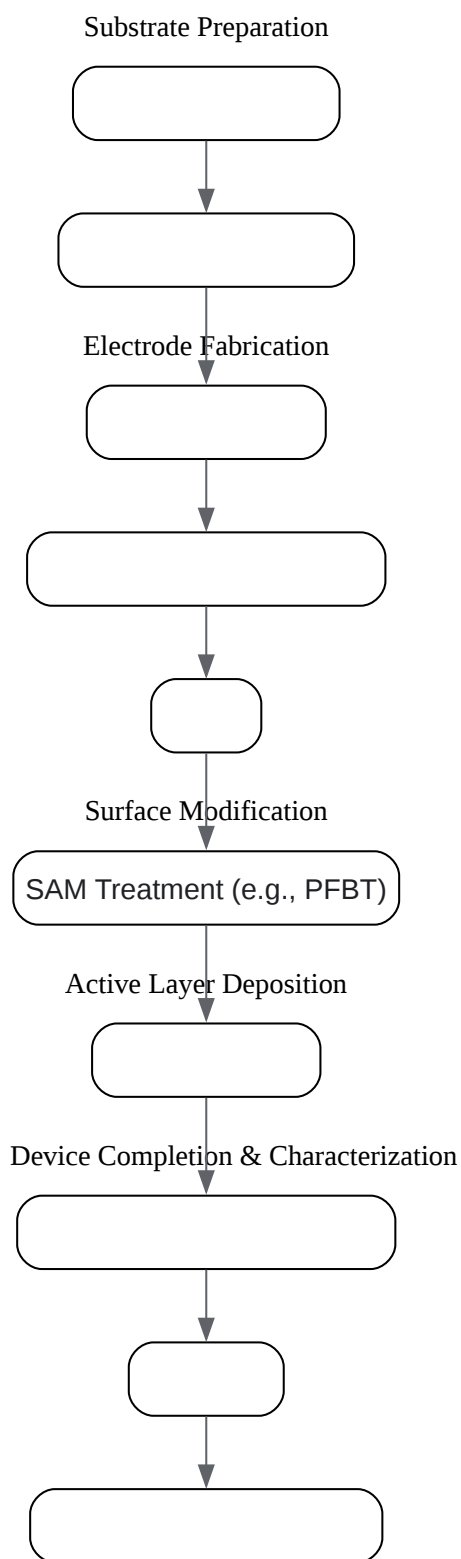 Substrate Preparation
Electrode Fabrication
Surface Modification
SAM Treatment (e.g., PFBT)
Active Layer Deposition
Device Completion & Characterization